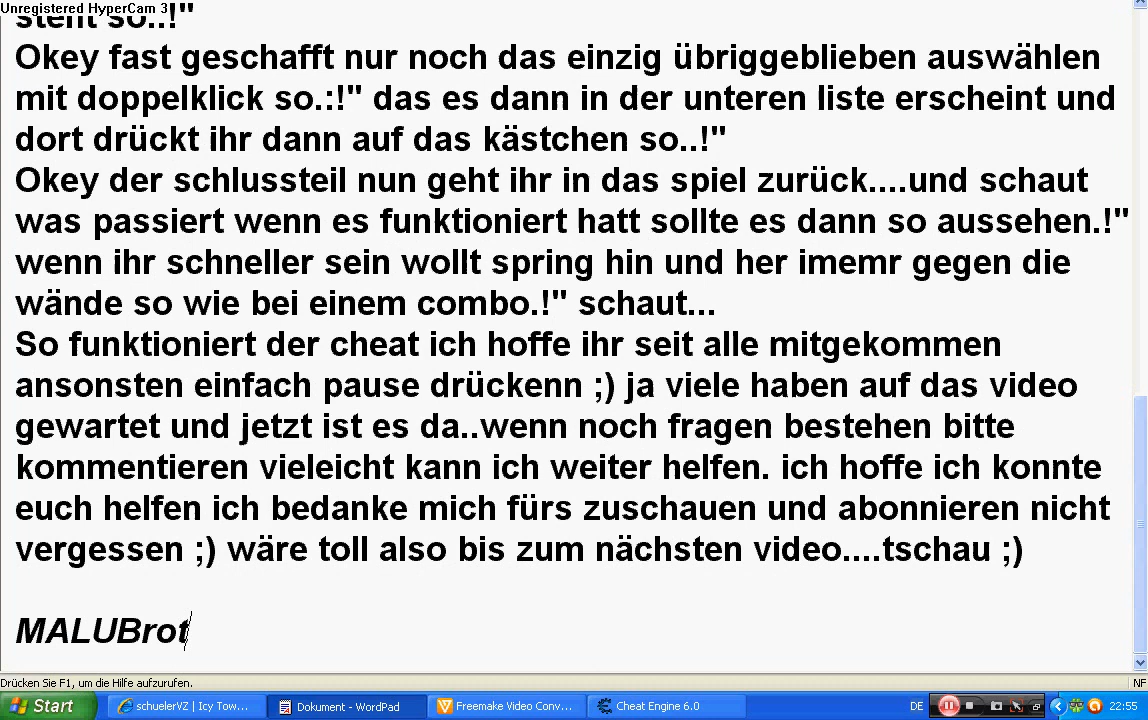 Unregistered HyperCam 3
steht so..!"
Okey fast geschafft nur noch das einzig übriggeblieben auswählen
mit doppelklick so.:!" das es dann in der unteren liste erscheint und
dort drückt ihr dann auf das kästchen so..!"
Okey der schlussteil nun geht ihr in das spiel zurück....und schaut
was passiert wenn es funktioniert hatt sollte es dann so aussehen.!"
wenn ihr schneller sein wollt spring hin und her imemr gegen die
wände so wie bei einem combo.!" schaut...
So funktioniert der cheat ich hoffe ihr seit alle mitgekommen
ansonsten einfach pause drückenn ;) ja viele haben auf das video
gewartet und jetzt ist es da..wenn noch fragen bestehen bitte
kommentieren vieleicht kann ich weiter helfen. ich hoffe ich konnte
euch helfen ich bedanke mich fürs zuschauen und abonnieren nicht
vergessen ;) wäre toll also bis zum nächsten video....tschau ;)
MALUBrot
Drücken Sie F1, um die Hilfe aufzurufen.
NF
Start
schuelerVZ | Icy Tow...
Dokument - WordPad
Freemake Video Conv...
Cheat Engine 6.0
DE
22:55